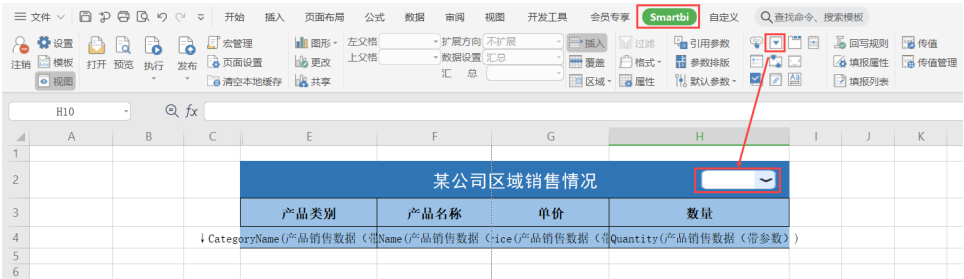 三 文件 开始 插入 页面布局 公式 数据 审阅 视图 开发工具 会员专享 Smartbi 自定义 查找命令、搜索模板
设置 宏管理 图形 左父格 扩展方向 不扩展 插入 过滤 引用参数 回写规则 传值
注销 模板 打开 预览 执行 发布 页面设置 更改 上父格 数据设置 汇总 覆盖 格式 参数排版 填报属性 传值管理
视图 清空本地缓存 共享 汇 总 区域 属性 默认参数 填报列表
H10 fx
A B C E F G H I J K
1
2 某公司区域销售情况
3 产品类别 产品名称 单价 数量
4 ↓CategoryName(产品销售数据（带 Name(产品销售数据（ rice(产品销售数据（带 Quantity(产品销售数据（带参数）)
5
6